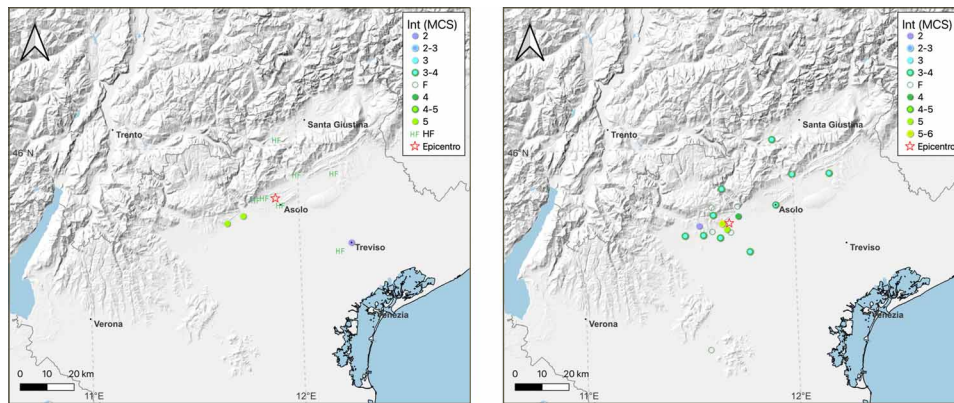 Int (MCS)
2
2-3
3
3-4
F
4
4-5
5
HF
Epicentro
Santa Giustina
Trento
HF
46°N
HF
HF
HF
HF
Asolo
Treviso
HF
Venezia
Verona
0 10 20 km
11°E
12°E
Int (MCS)
2
2-3
3
3-4
F
4
4-5
5
5-6
Epicentro
Santa Giustina
Trento
46°N
Asolo
Treviso
Venezia
Verona
0 10 20 km
11°E
12°E